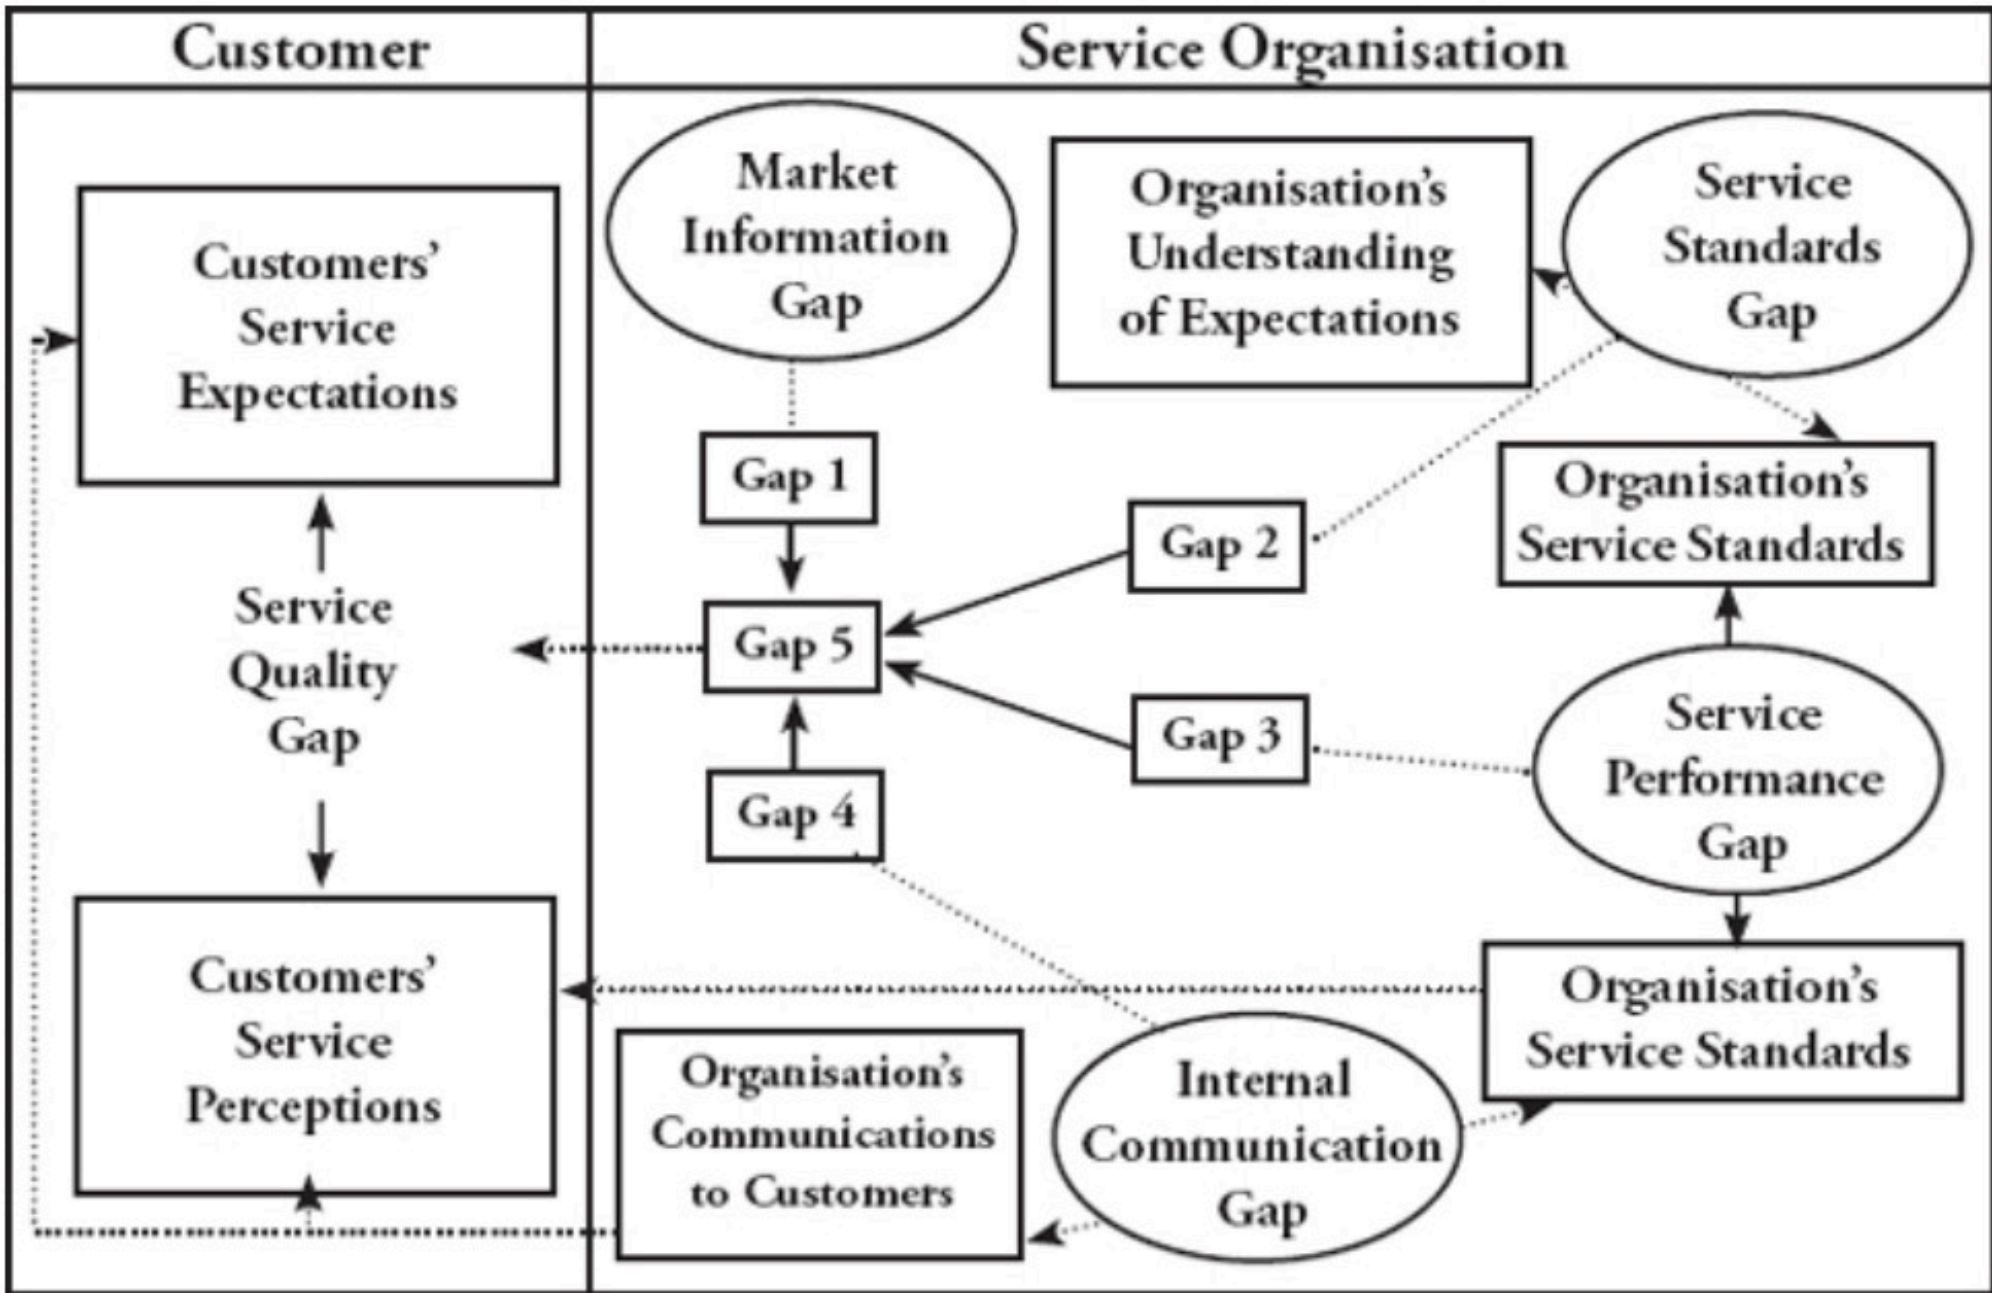 Customer
Service Organisation
Customers’
Service
Expectations
Service
Quality
Gap
Customers’
Service
Perceptions
Market
Information
Gap
Organisation’s
Understanding
of Expectations
Service
Standards
Gap
Gap 1
Gap 2
Organisation’s
Service Standards
Gap 5
Gap 3
Service
Performance
Gap
Gap 4
Organisation’s
Service Standards
Organisation’s
Communications
to Customers
Internal
Communication
Gap